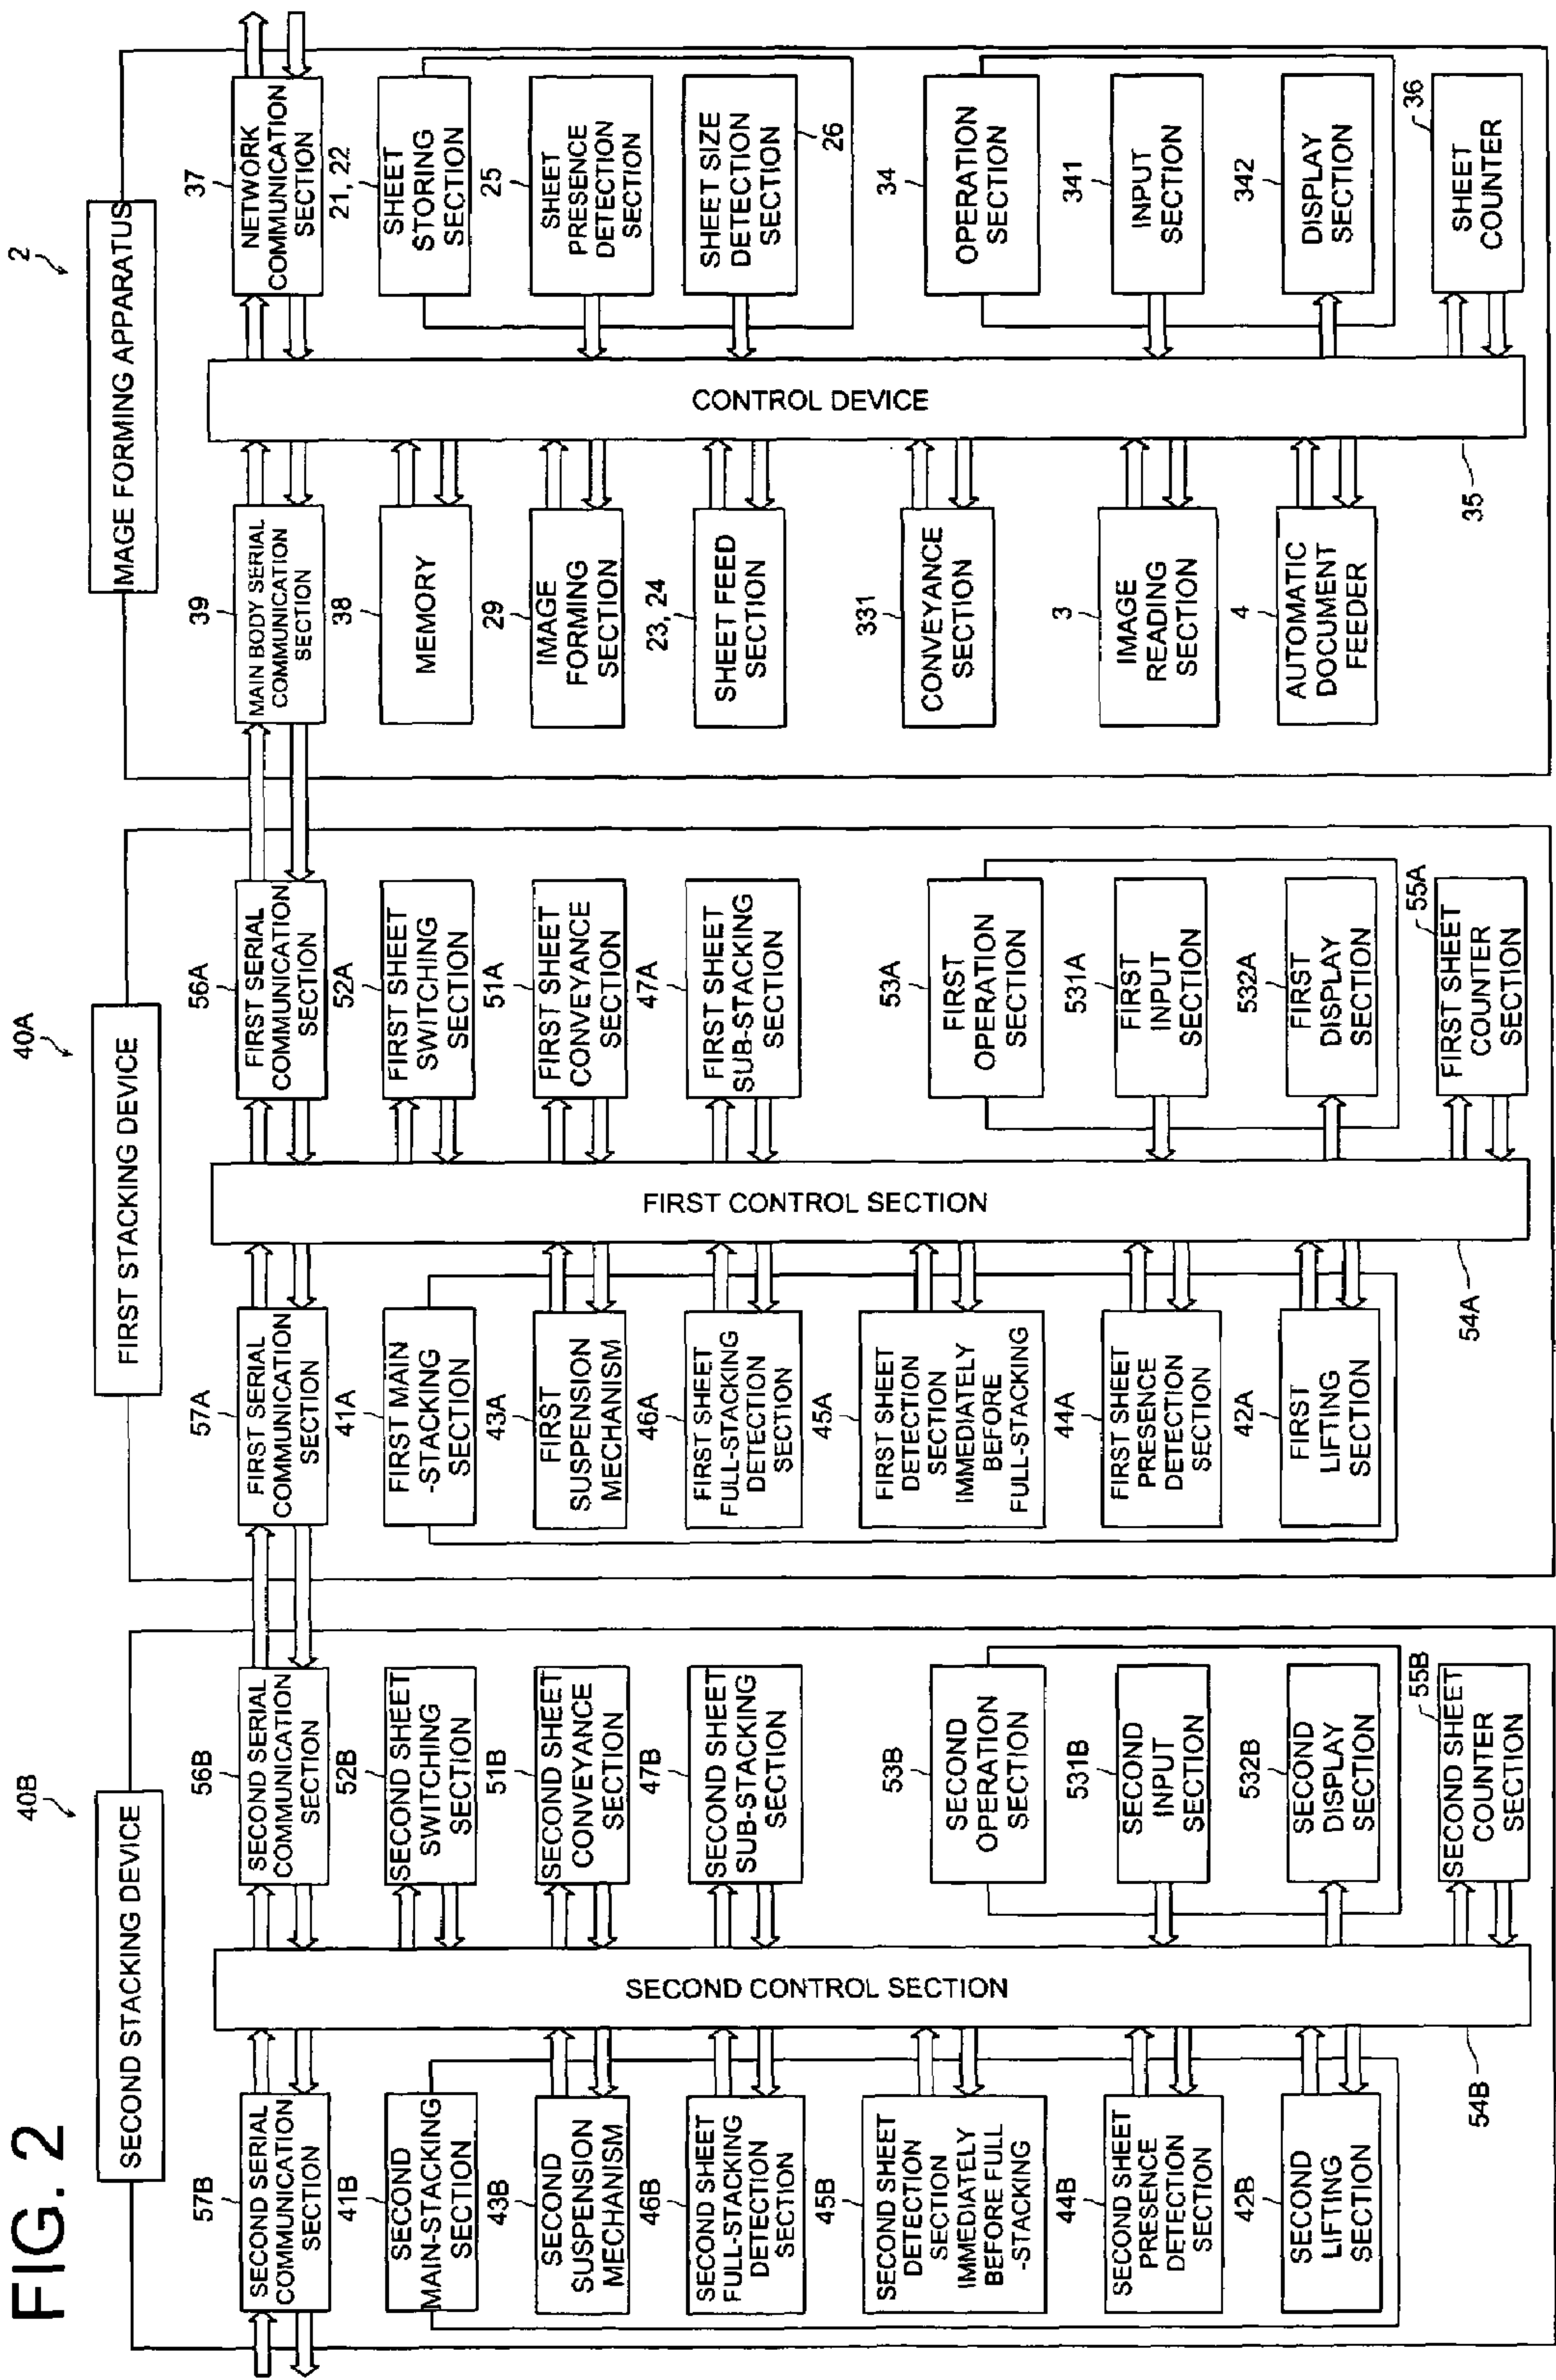 FIG. 2
40B
SECOND STACKING DEVICE
57B
SECOND SERIAL
COMMUNICATION
SECTION
41B
SECOND
MAIN-STACKING
SECTION
43B
SECOND
SUSPENSION
MECHANISM
46B
SECOND SHEET
FULL-STACKING
DETECTION
SECTION
45B
SECOND SHEET
DETECTION
SECTION
IMMEDIATELY
BEFORE FULL
-STACKING
44B
SECOND SHEET
PRESENCE
DETECTION
SECTION
42B
SECOND
LIFTING
SECTION
SECOND CONTROL SECTION
54B
56B
SECOND SERIAL
COMMUNICATION
SECTION
52B
SECOND SHEET
SWITCHING
SECTION
51B
SECOND SHEET
CONVEYANCE
SECTION
47B
SECOND SHEET
SUB-STACKING
SECTION
53B
SECOND
OPERATION
SECTION
531B
SECOND
INPUT
SECTION
532B
SECOND
DISPLAY
SECTION
55B
SECOND SHEET
COUNTER
SECTION
40A
FIRST STACKING DEVICE
57A
FIRST SERIAL
COMMUNICATION
SECTION
41A
FIRST MAIN
-STACKING
SECTION
43A
FIRST
SUSPENSION
MECHANISM
46A
FIRST SHEET
FULL-STACKING
DETECTION
SECTION
45A
FIRST SHEET
DETECTION
SECTION
IMMEDIATELY
BEFORE
FULL-STACKING
44A
FIRST SHEET
PRESENCE
DETECTION
SECTION
42A
FIRST
LIFTING
SECTION
FIRST CONTROL SECTION
54A
56A
FIRST SERIAL
COMMUNICATION
SECTION
52A
FIRST SHEET
SWITCHING
SECTION
51A
FIRST SHEET
CONVEYANCE
SECTION
47A
FIRST SHEET
SUB-STACKING
SECTION
53A
FIRST
OPERATION
SECTION
531A
FIRST
INPUT
SECTION
532A
FIRST
DISPLAY
SECTION
55A
FIRST SHEET
COUNTER
SECTION
2
IMAGE FORMING APPARATUS
39
MAIN BODY SERIAL
COMMUNICATION
SECTION
38
MEMORY
29
IMAGE
FORMING
SECTION
23, 24
SHEET FEED
SECTION
331
CONVEYANCE
SECTION
3
IMAGE
READING
SECTION
4
AUTOMATIC
DOCUMENT
FEEDER
CONTROL DEVICE
35
37
NETWORK
COMMUNICATION
SECTION
21, 22
SHEET
STORING
SECTION
25
SHEET
PRESENCE
DETECTION
SECTION
SHEET SIZE
DETECTION
SECTION
26
34
OPERATION
SECTION
341
INPUT
SECTION
342
DISPLAY
SECTION
36
SHEET
COUNTER